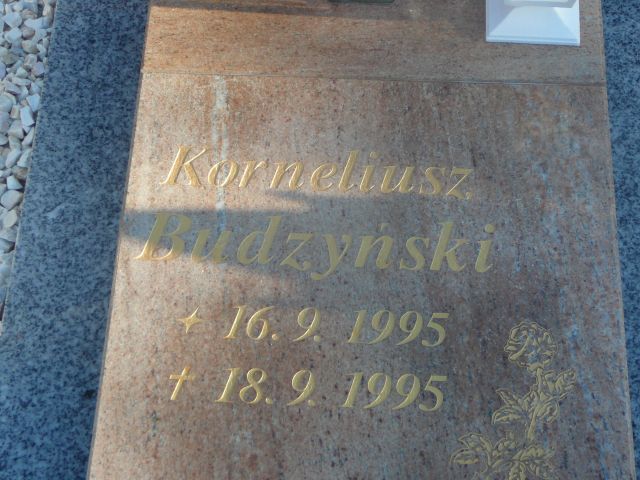 Korneliusz
Budzyński
✦ 16.9.1995
† 18.9.1995